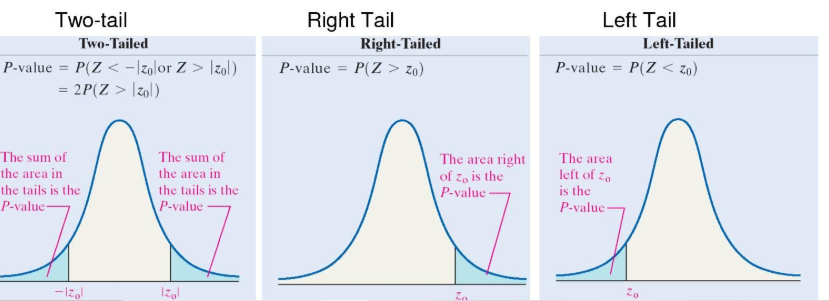 Two-tail
Two-Tailed
P-value = P(Z < −|z₀|or Z > |z₀|)
= 2P(Z > |z₀|)
The sum of
the area in
the tails is the
P-value
The sum of
the area in
the tails is the
P-value
−|z₀|
|z₀|
Right Tail
Right-Tailed
P-value = P(Z > z₀)
The area right
of z₀ is the
P-value
z₀
Left Tail
Left-Tailed
P-value = P(Z < z₀)
The area
left of z₀
is the
P-value
z₀